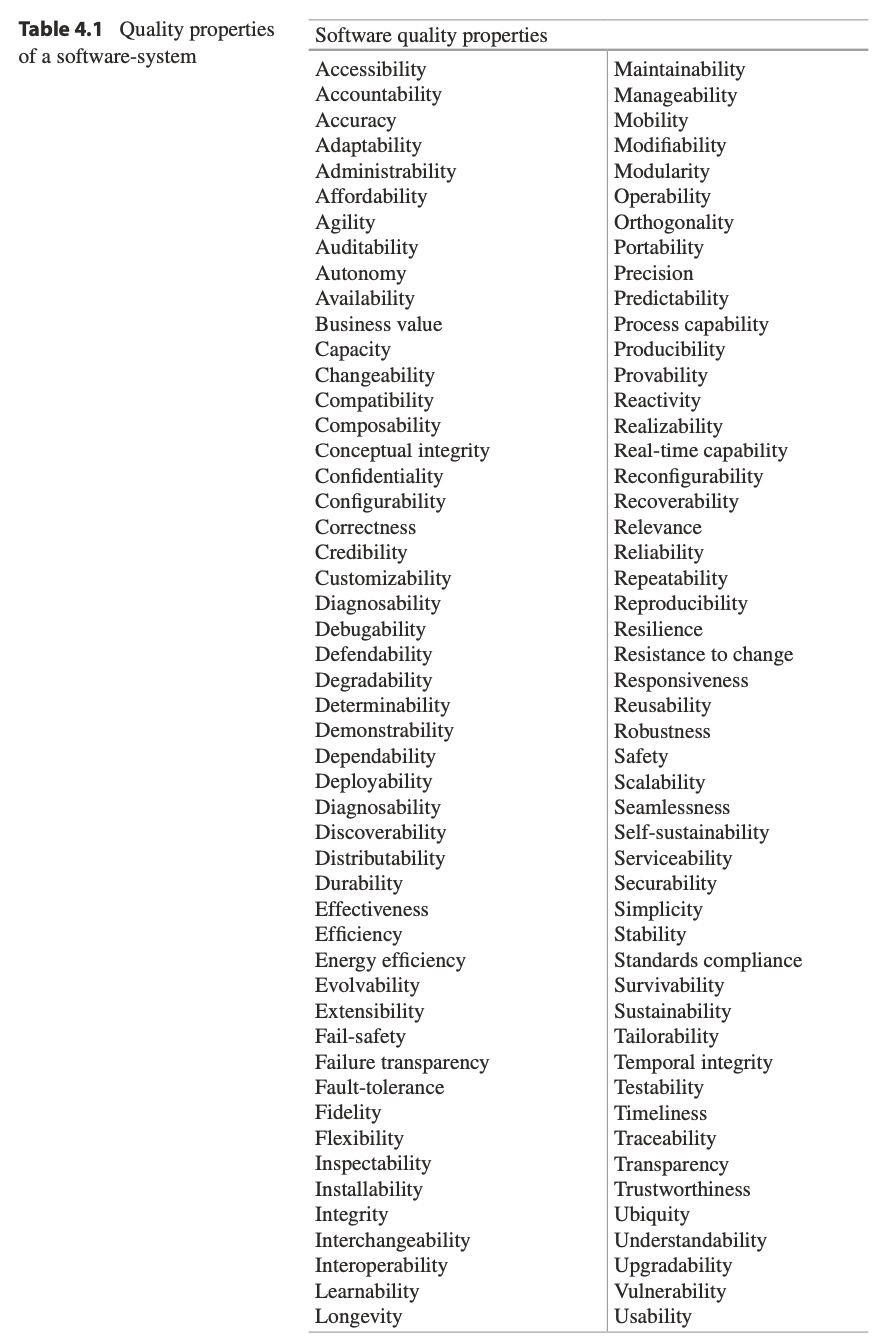 Table 4.1 Quality properties
of a software-system
Software quality properties
Accessibility
Accountability
Accuracy
Adaptability
Administrability
Affordability
Agility
Auditability
Autonomy
Availability
Business value
Capacity
Changeability
Compatibility
Composability
Conceptual integrity
Confidentiality
Configurability
Correctness
Credibility
Customizability
Diagnosability
Debugability
Defendability
Degradability
Determinability
Demonstrability
Dependability
Deployability
Diagnosability
Discoverability
Distributability
Durability
Effectiveness
Efficiency
Energy efficiency
Evolvability
Extensibility
Fail-safety
Failure transparency
Fault-tolerance
Fidelity
Flexibility
Inspectability
Installability
Integrity
Interchangeability
Interoperability
Learnability
Longevity
Maintainability
Manageability
Mobility
Modifiability
Modularity
Operability
Orthogonality
Portability
Precision
Predictability
Process capability
Producibility
Provability
Reactivity
Realizability
Real-time capability
Reconfigurability
Recoverability
Relevance
Reliability
Repeatability
Reproducibility
Resilience
Resistance to change
Responsiveness
Reusability
Robustness
Safety
Scalability
Seamlessness
Self-sustainability
Serviceability
Securability
Simplicity
Stability
Standards compliance
Survivability
Sustainability
Tailorability
Temporal integrity
Testability
Timeliness
Traceability
Transparency
Trustworthiness
Ubiquity
Understandability
Upgradability
Vulnerability
Usability